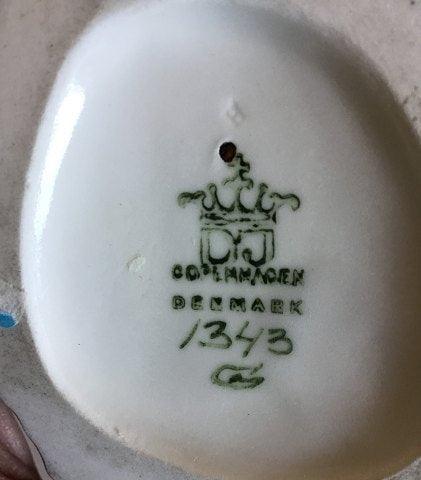 DJ
COPENHAGEN
DENMARK
1343